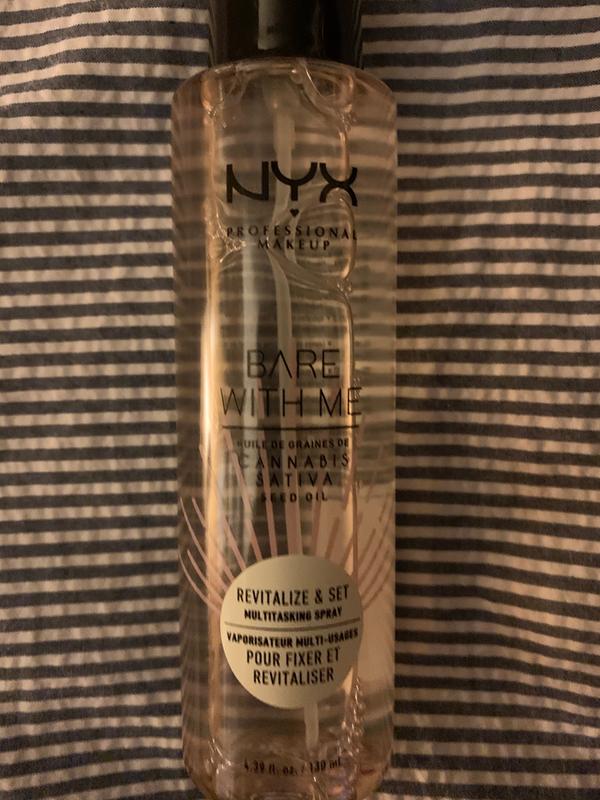 NYX
PROFESSIONAL
MAKEUP
BARE
WITH ME
HUILE DE GRAINES DE
CANNABIS
SATIVA
SEED OIL
REVITALIZE & SET
MULTITASKING SPRAY
VAPORISATEUR MULTI-USAGES
POUR FIXER ET
REVITALISER
4.39 fl. oz. / 130 mL